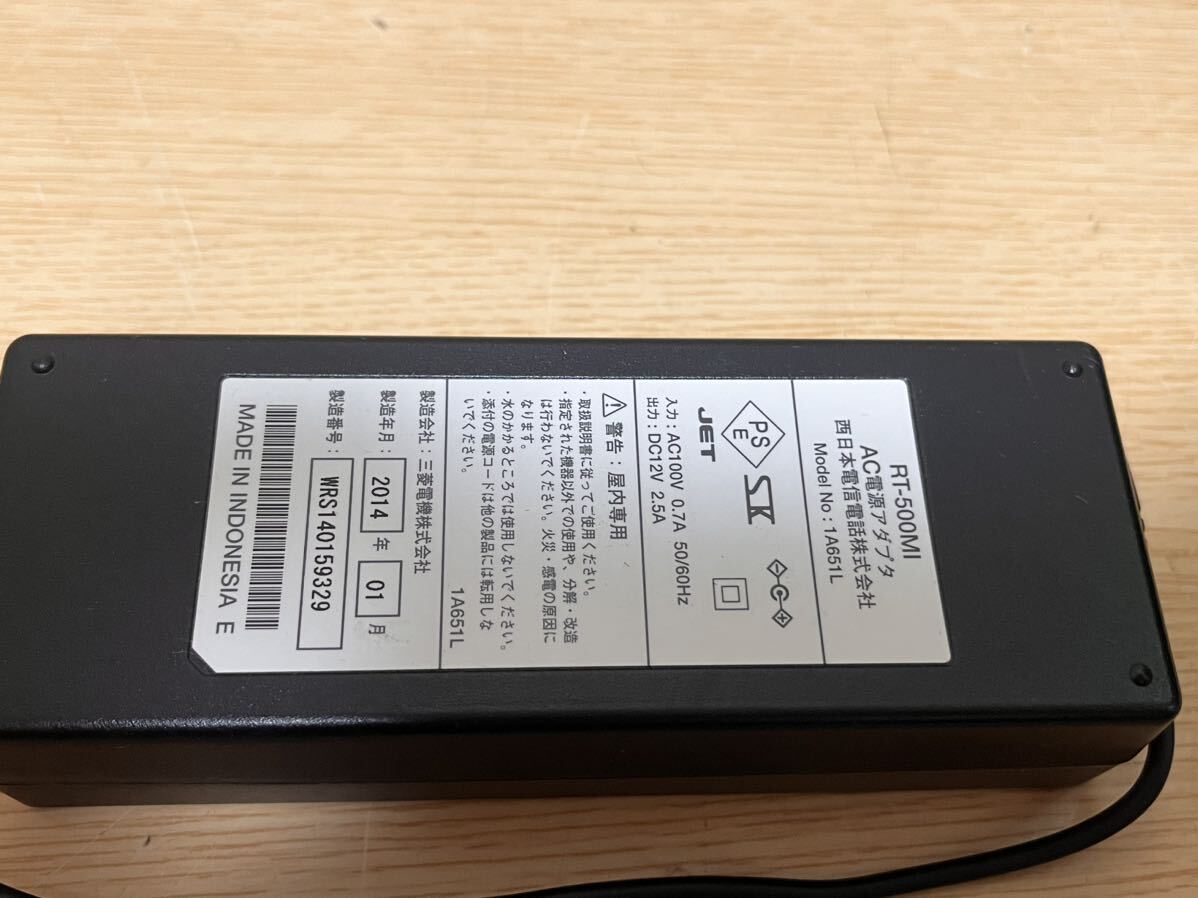 RT-500MI
AC電源アダプタ
西日本電信電話株式会社
Model No : 1A651L
PS
E
JET
入力 : AC100V 0.7A 50/60Hz
出力 : DC12V 2.5A
警告 : 屋内専用
・取扱説明書に従ってご使用ください。
・指定された機器以外での使用や、分解・改造
は行わないでください。火災・感電の原因に
なります。
・水のかかるところでは使用しないでください。
・添付の電源コードは他の製品には転用しな
いでください。
1A651L
製造会社 : 三菱電機株式会社
製造年月 : 2014 年 01 月
製造番号 : WRS140159329
MADE IN INDONESIA E